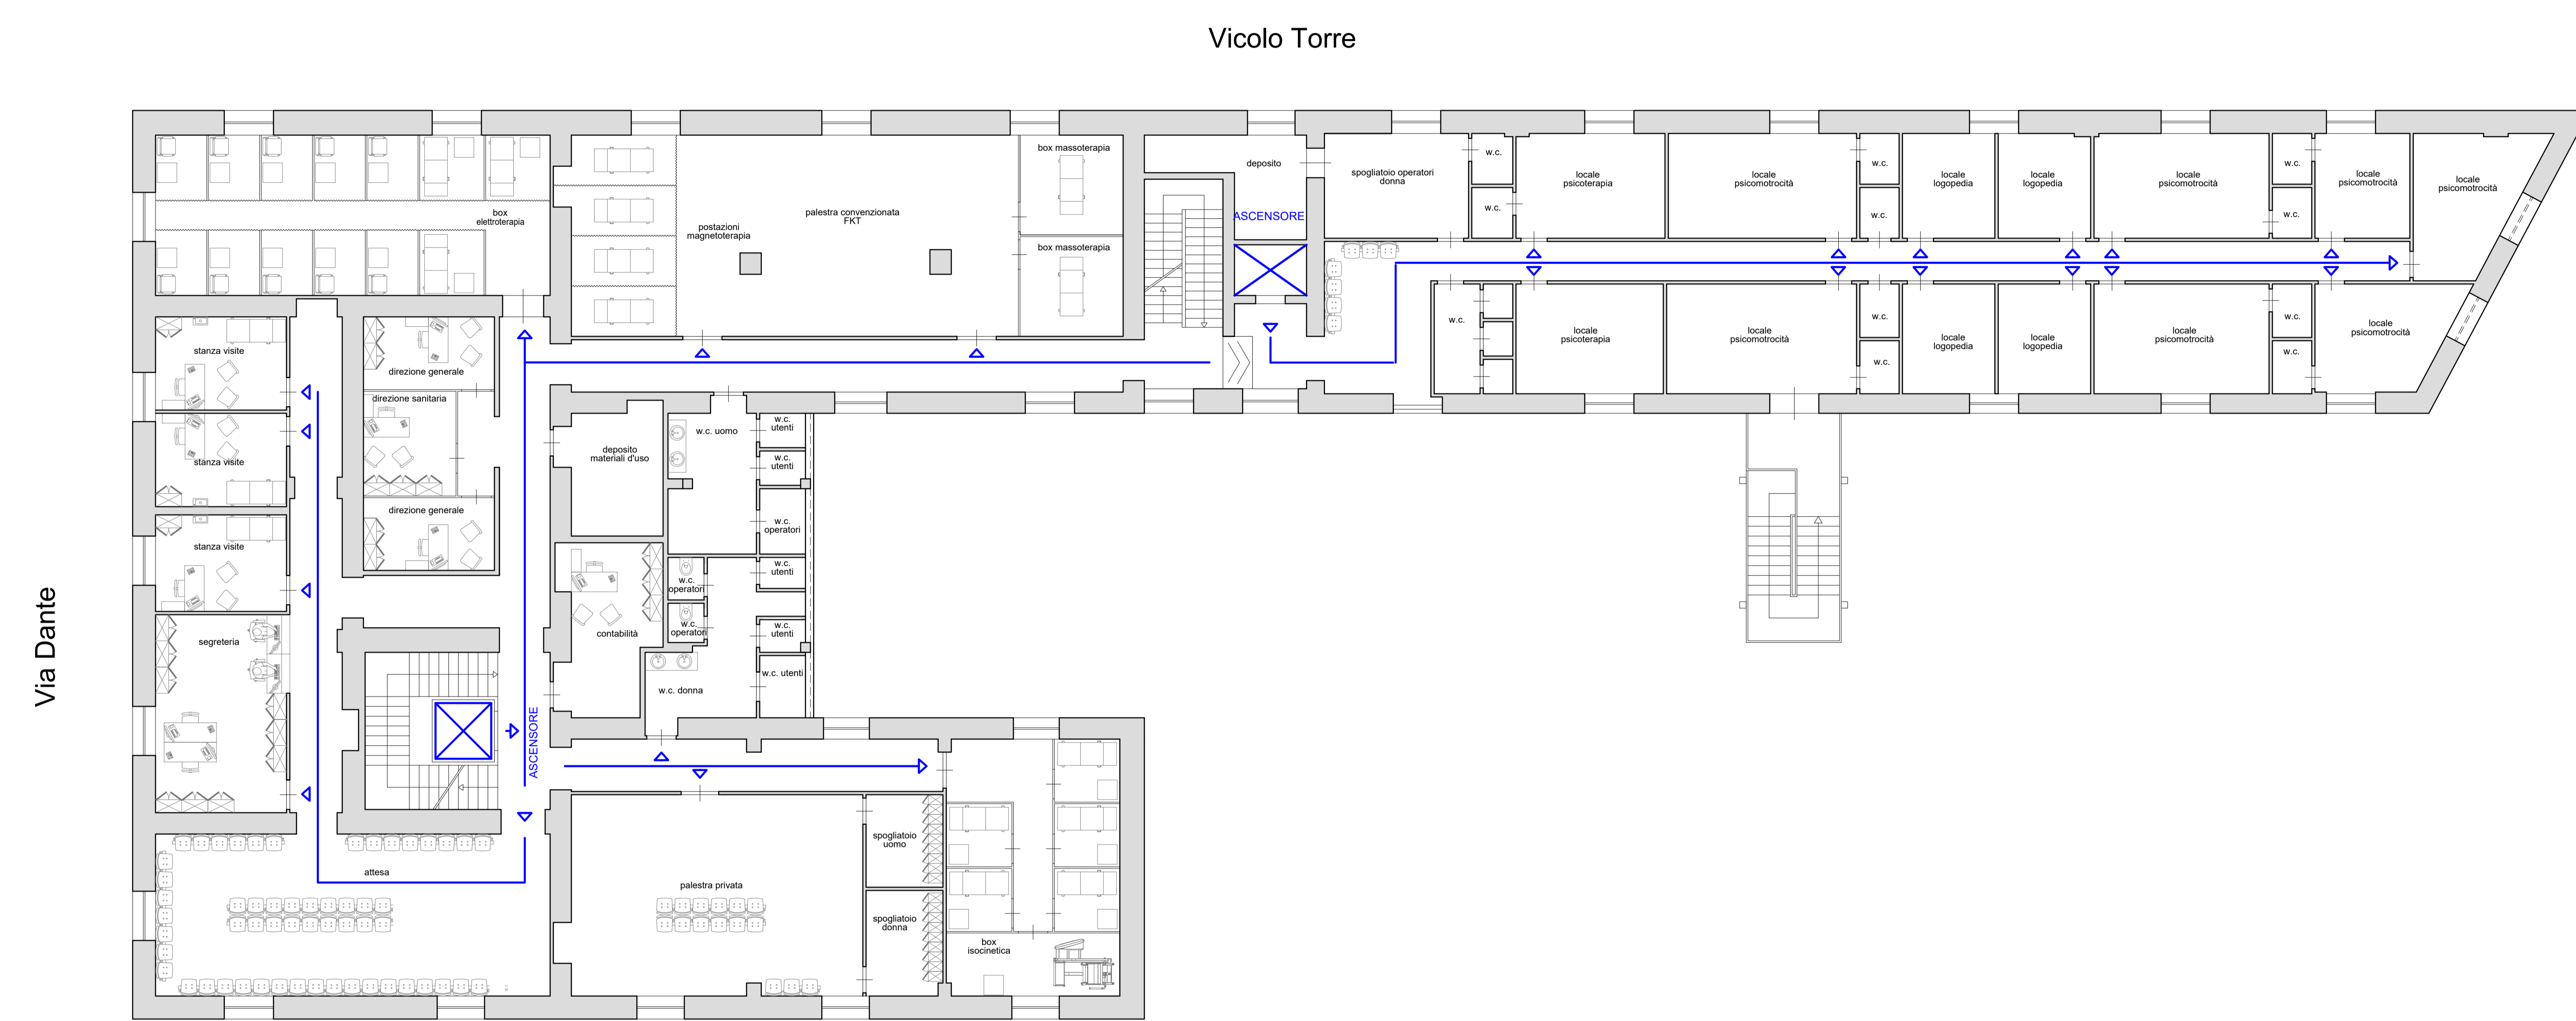 Vicolo Torre
Via Dante
box
elettroterapia
postazioni
magnetoterapia
palestra convenzionata
FKT
box massoterapia
box massoterapia
deposito
ASCENSORE
spogliatoio operatori
donna
w.c.
w.c.
locale
psicoterapia
locale
psicomotrocità
w.c.
w.c.
locale
logopedia
locale
logopedia
locale
psicomotrocità
w.c.
w.c.
locale
psicomotrocità
locale
psicomotrocità
w.c.
locale
psicoterapia
locale
psicomotrocità
w.c.
w.c.
locale
logopedia
locale
logopedia
locale
psicomotrocità
w.c.
w.c.
locale
psicomotrocità
stanza visite
stanza visite
stanza visite
segreteria
direzione generale
direzione sanitaria
direzione generale
deposito
materiali d'uso
w.c. uomo
w.c.
utenti
w.c.
utenti
w.c.
operatori
w.c.
utenti
w.c.
operatori
w.c.
operatori
w.c.
utenti
w.c. utenti
contabilità
w.c. donna
ASCENSORE
attesa
palestra privata
spogliatoio
uomo
spogliatoio
donna
box
isocinetica